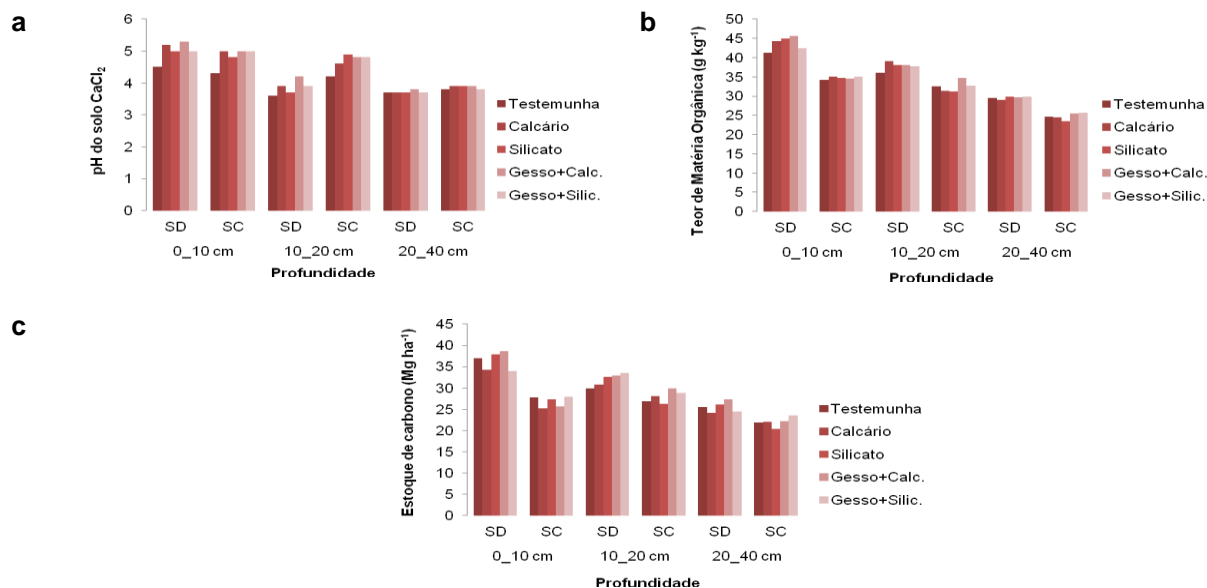 a
pH do solo CaCl₂
6
5
4
3
2
1
0
SD SC SD SC SD SC
0_10 cm 10_20 cm 20_40 cm
Profundidade
Testemunha
Calcário
Silicato
Gesso+Calc.
Gesso+Silic.
b
Teor de Matéria Orgânica (g kg⁻¹)
50
45
40
35
30
25
20
15
10
5
0
SD SC SD SC SD SC
0_10 cm 10_20 cm 20_40 cm
Profundidade
Testemunha
Calcário
Silicato
Gesso+Calc.
Gesso+Silic.
c
Estoque de carbono (Mg ha⁻¹)
45
40
35
30
25
20
15
10
5
0
SD SC SD SC SD SC
0_10 cm 10_20 cm 20_40 cm
Profundidade
Testemunha
Calcário
Silicato
Gesso+Calc.
Gesso+Silic.